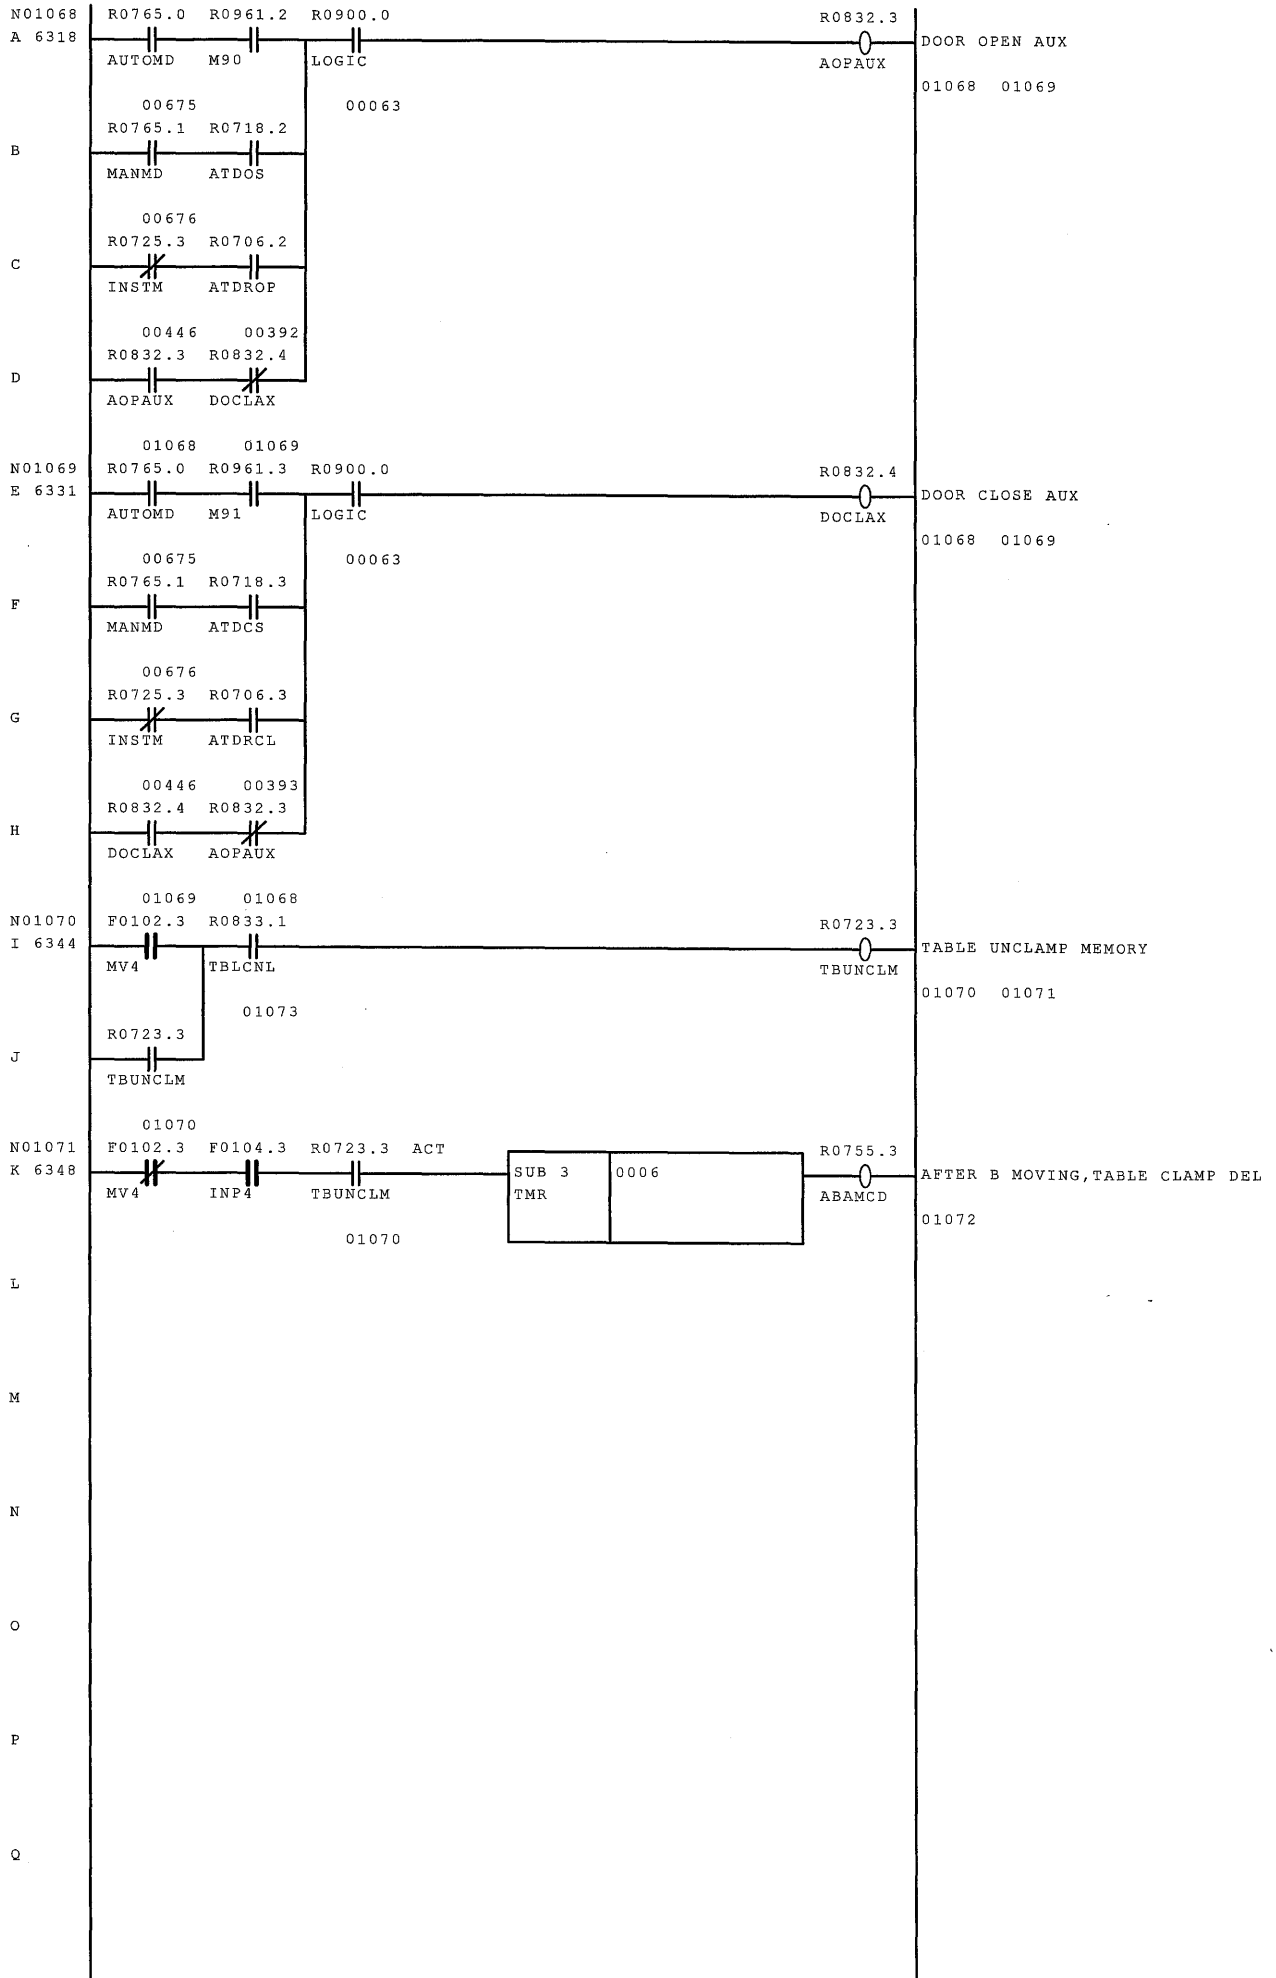 N01068 R0765.0 R0961.2 R0900.0 R0832.3
A 6318 DOOR OPEN AUX
AUTOMD M90 LOGIC AOPAUX
01068 01069
00675 00063
R0765.1 R0718.2
B
MANMD ATDOS
00676
R0725.3 R0706.2
C
INSTM ATDROP
00446 00392
R0832.3 R0832.4
D
AOPAUX DOCLAX
01068 01069
N01069 R0765.0 R0961.3 R0900.0 R0832.4
E 6331 DOOR CLOSE AUX
AUTOMD M91 LOGIC DOCLAX
01068 01069
00675 00063
R0765.1 R0718.3
F
MANMD ATDCS
00676
R0725.3 R0706.3
G
INSTM ATDRCL
00446 00393
R0832.4 R0832.3
H
DOCLAX AOPAUX
01069 01068
N01070 F0102.3 R0833.1 R0723.3
I 6344 TABLE UNCLAMP MEMORY
MV4 TBLCNL TBUNCLM
01070 01071
01073
R0723.3
J
TBUNCLM
01070
N01071 F0102.3 F0104.3 R0723.3 ACT R0755.3
K 6348 SUB 3 0006 AFTER B MOVING,TABLE CLAMP DEL
MV4 INP4 TBUNCLM TMR ABAMCD
01072
01070
L
M
N
O
P
Q